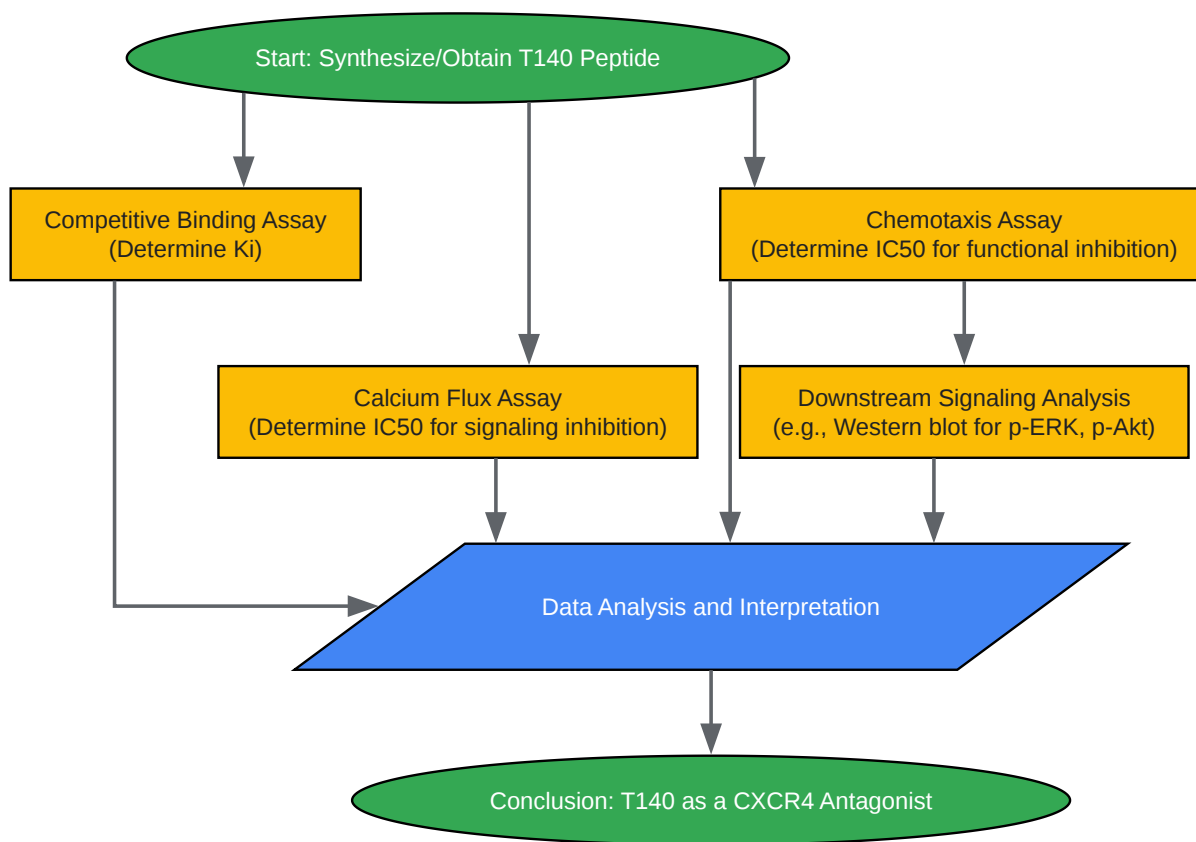 Start: Synthesize/Obtain T140 Peptide
Competitive Binding Assay
(Determine Ki)
Chemotaxis Assay
(Determine IC50 for functional inhibition)
Calcium Flux Assay
(Determine IC50 for signaling inhibition)
Downstream Signaling Analysis
(e.g., Western blot for p-ERK, p-Akt)
Data Analysis and Interpretation
Conclusion: T140 as a CXCR4 Antagonist